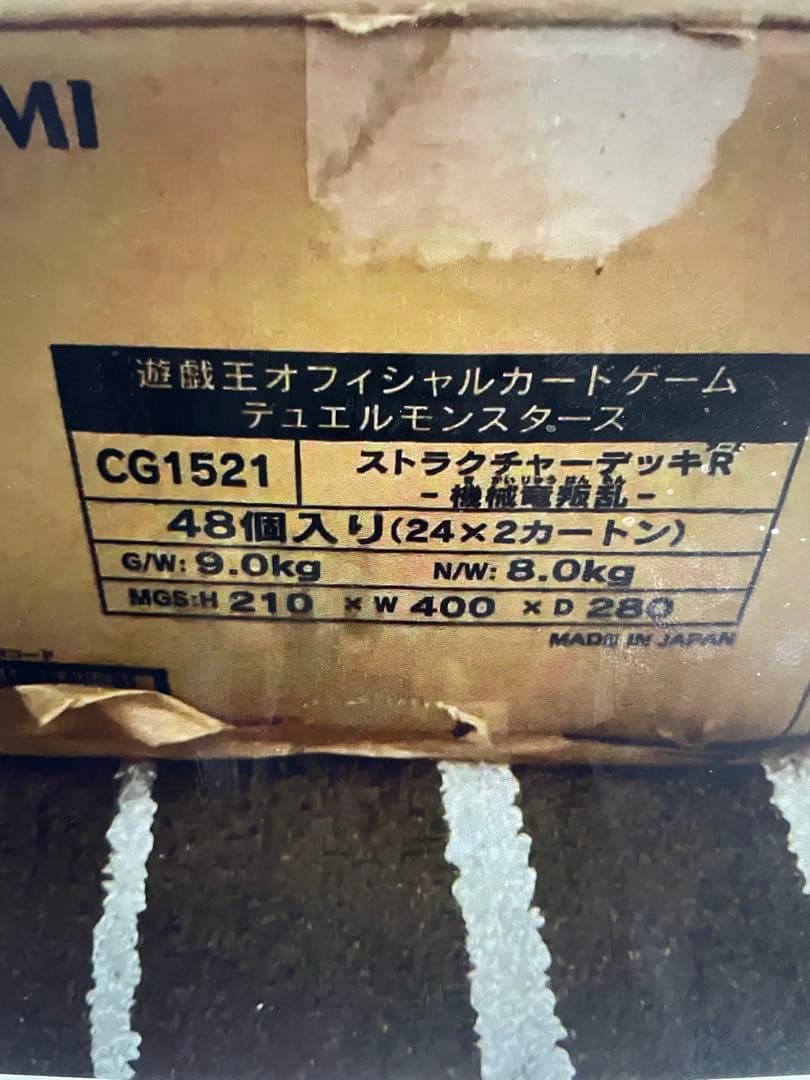 MI
遊戯王オフィシャルカードゲーム
デュエルモンスターズ
CG1521
ストラクチャーデッキR
-機械竜叛乱-
48個入り(24×2カートン)
G/W: 9.0kg N/W: 8.0kg
MGS:H 210 × W 400 × D 280
MADE IN JAPAN
コード